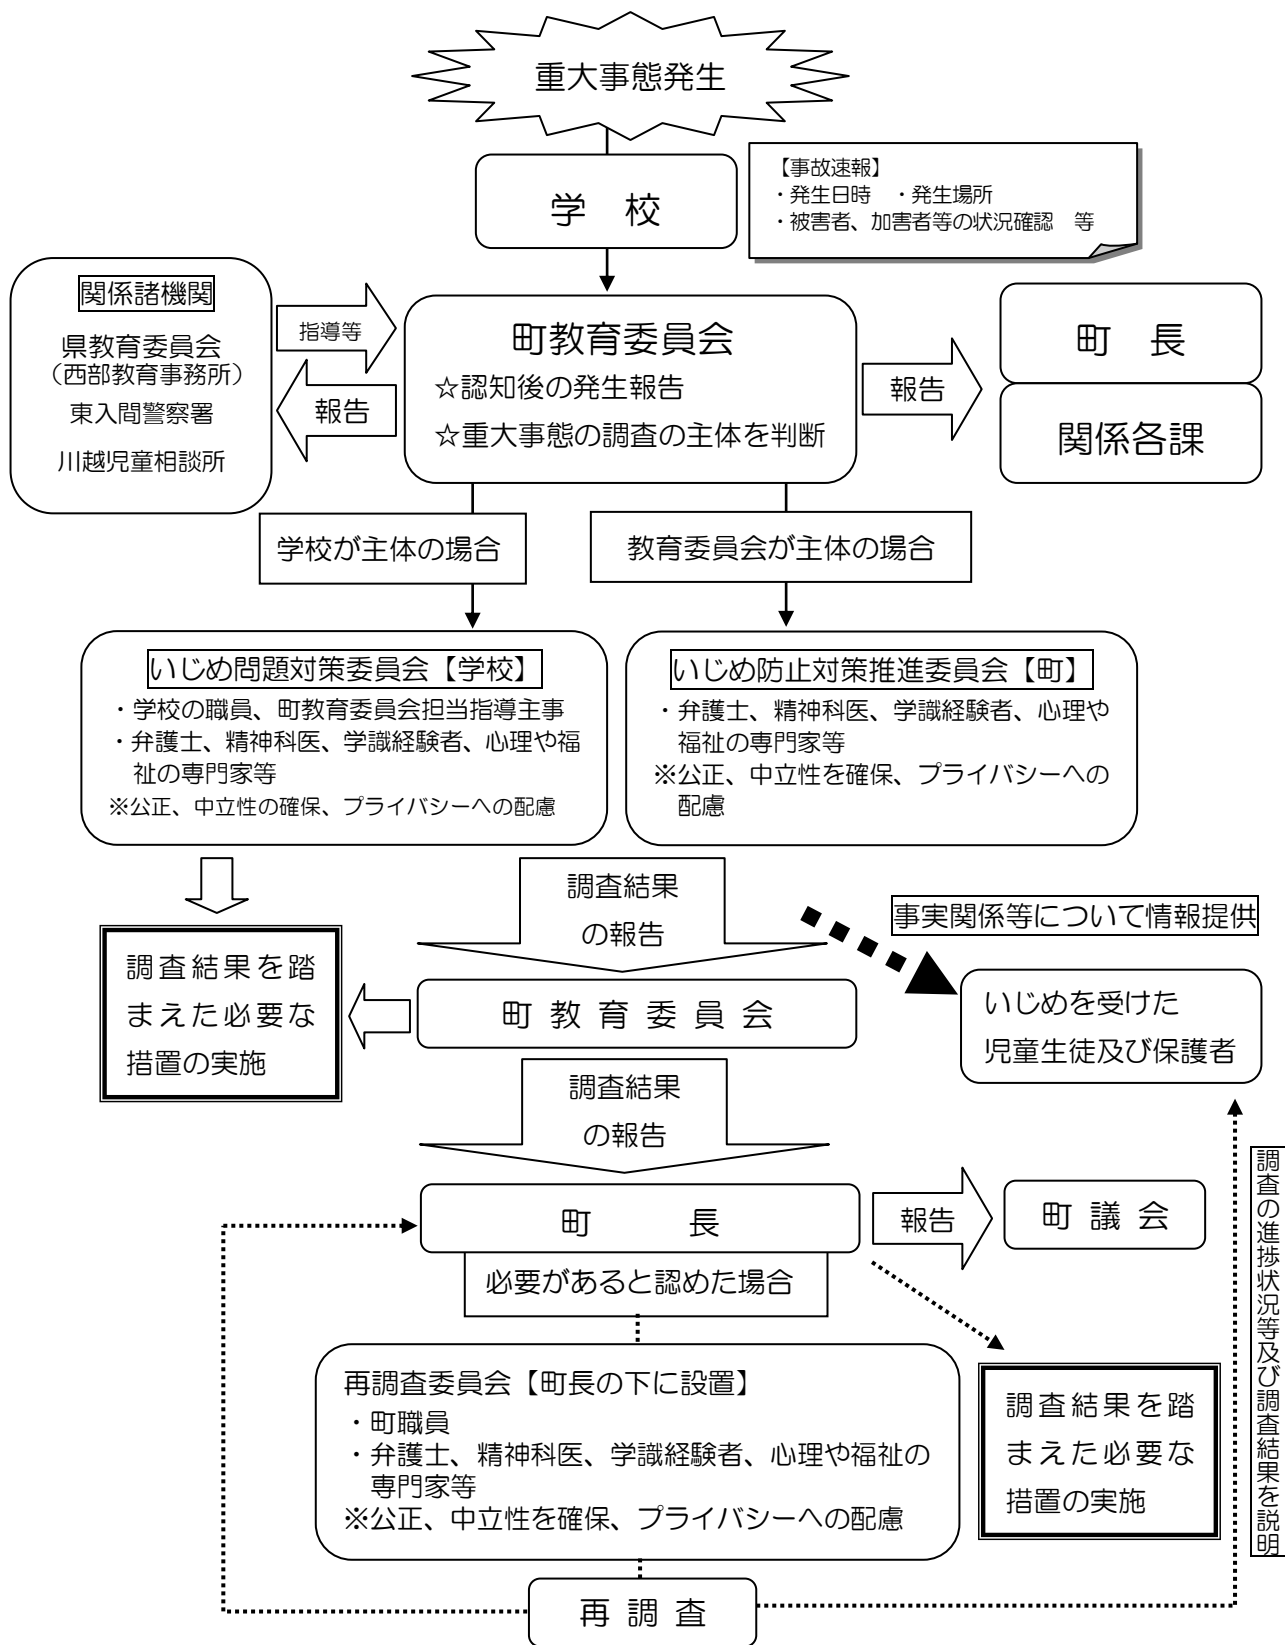 重大事態発生
学 校
【事故速報】
・発生日時 ・発生場所
・被害者、加害者等の状況確認 等
関係諸機関
県教育委員会
(西部教育事務所)
東入間警察署
川越児童相談所
指導等
報告
町教育委員会
☆認知後の発生報告
☆重大事態の調査の主体を判断
報告
町 長
関係各課
学校が主体の場合
教育委員会が主体の場合
いじめ問題対策委員会【学校】
・学校の職員、町教育委員会担当指導主事
・弁護士、精神科医、学識経験者、心理や福
祉の専門家等
※公正、中立性の確保、プライバシーへの配慮
いじめ防止対策推進委員会【町】
・弁護士、精神科医、学識経験者、心理や
福祉の専門家等
※公正、中立性を確保、プライバシーへの
配慮
調査結果
の報告
事実関係等について情報提供
調査結果を踏
まえた必要な
措置の実施
町教育委員会
いじめを受けた
児童生徒及び保護者
調査結果
の報告
町 長
報告
町議会
必要があると認めた場合
調査の進捗状況等及び調査結果を説明
再調査委員会【町長の下に設置】
・町職員
・弁護士、精神科医、学識経験者、心理や福祉の
専門家等
※公正、中立性を確保、プライバシーへの配慮
調査結果を踏
まえた必要な
措置の実施
再調査